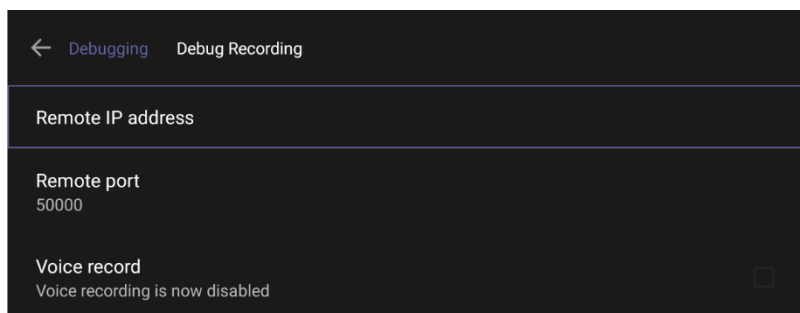 Debugging Debug Recording
Remote IP address
Remote port
50000
Voice record
Voice recording is now disabled